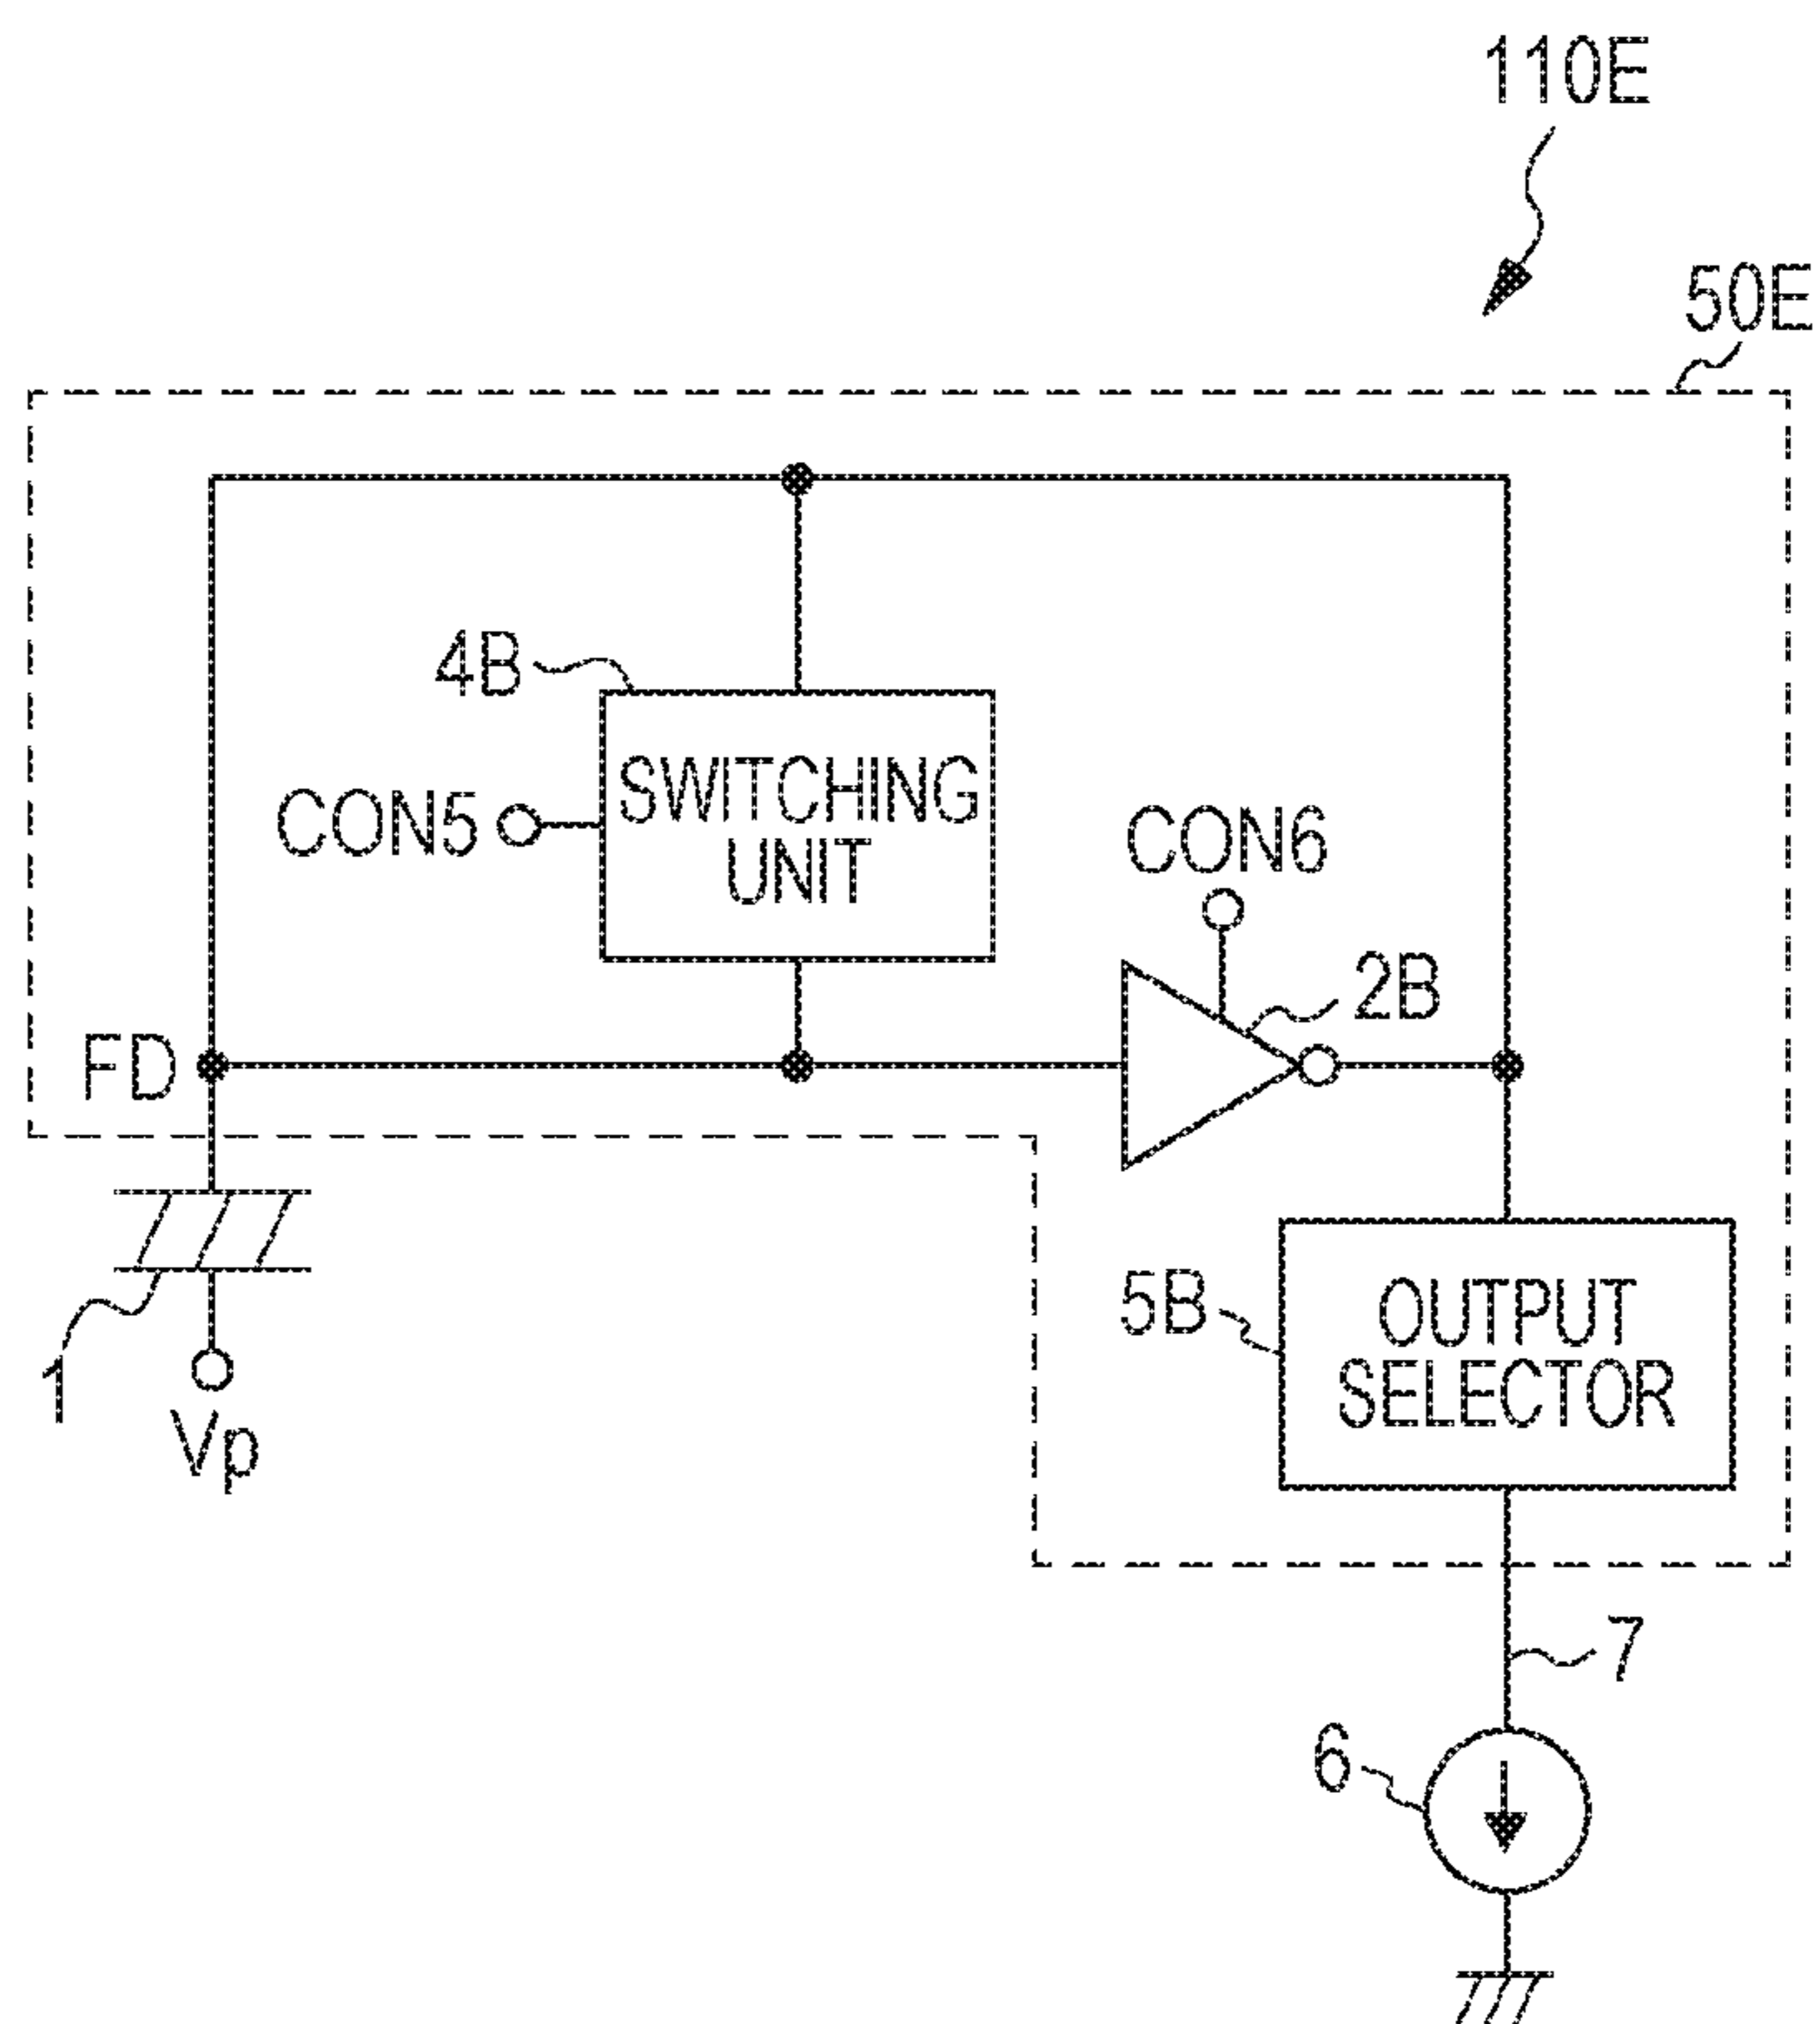 110E
50E
4B
SWITCHING
UNIT
CON5
CON6
2B
FD
5B
OUTPUT
SELECTOR
1
Vp
7
6